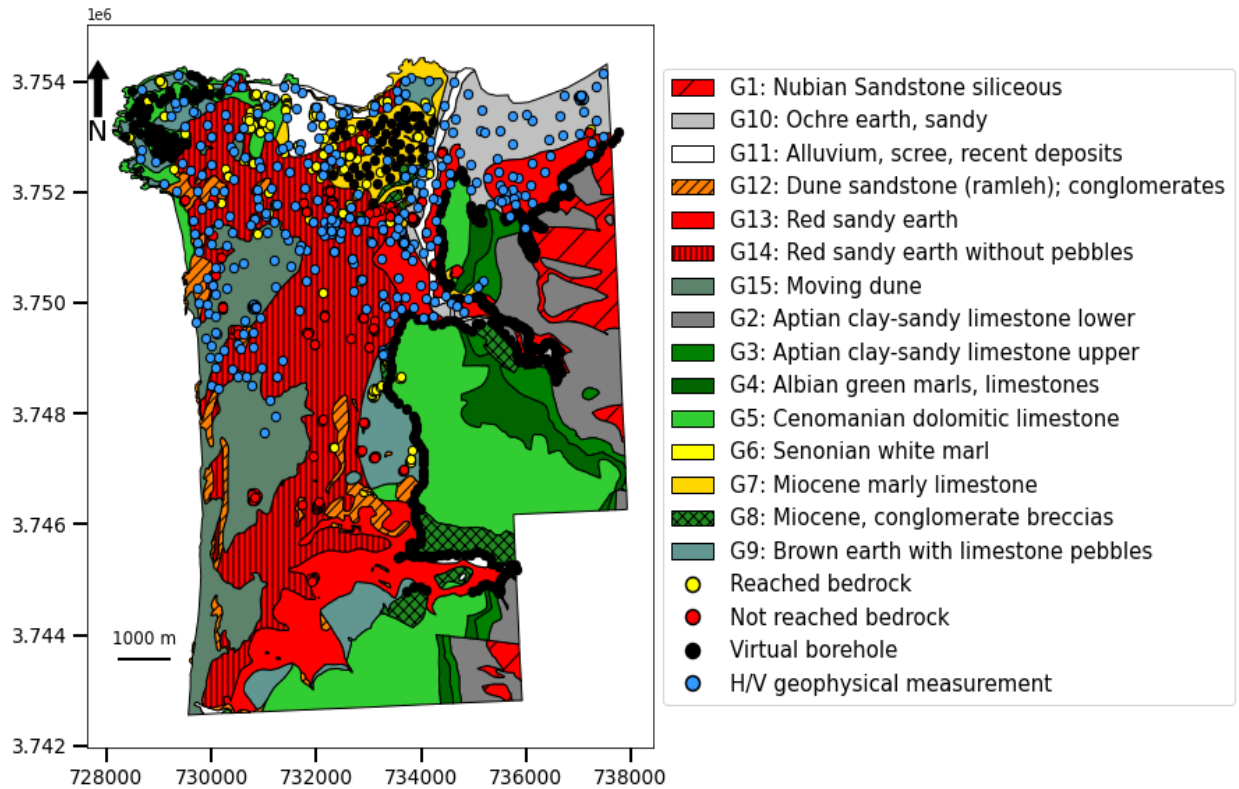 1e6
3.754
3.752
3.750
3.748
3.746
3.744
3.742
N
1000 m
728000 730000 732000 734000 736000 738000
G1: Nubian Sandstone siliceous
G10: Ochre earth, sandy
G11: Alluvium, scree, recent deposits
G12: Dune sandstone (ramleh); conglomerates
G13: Red sandy earth
G14: Red sandy earth without pebbles
G15: Moving dune
G2: Aptian clay-sandy limestone lower
G3: Aptian clay-sandy limestone upper
G4: Albian green marls, limestones
G5: Cenomanian dolomitic limestone
G6: Senonian white marl
G7: Miocene marly limestone
G8: Miocene, conglomerate breccias
G9: Brown earth with limestone pebbles
Reached bedrock
Not reached bedrock
Virtual borehole
H/V geophysical measurement